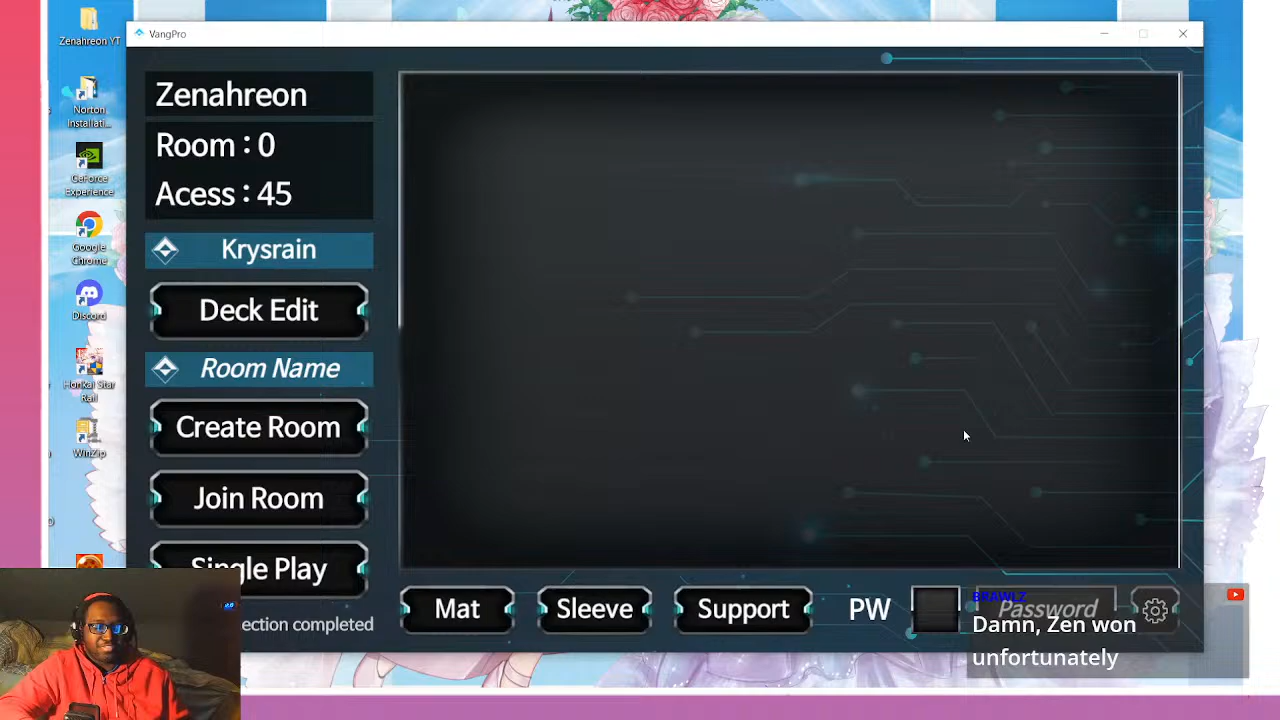 Zenahreon YT
VangPro
Norton
Installati...
GeForce
Experience
Google
Chrome
Discord
Honkai Star
Rail
WinZip
Zenahreon
Room : 0
Acess : 45
Krysrain
Deck Edit
Room Name
Create Room
Join Room
Single Play
ection completed
Mat
Sleeve
Support
PW
Password
BRAWLZ
Damn, Zen won
unfortunately